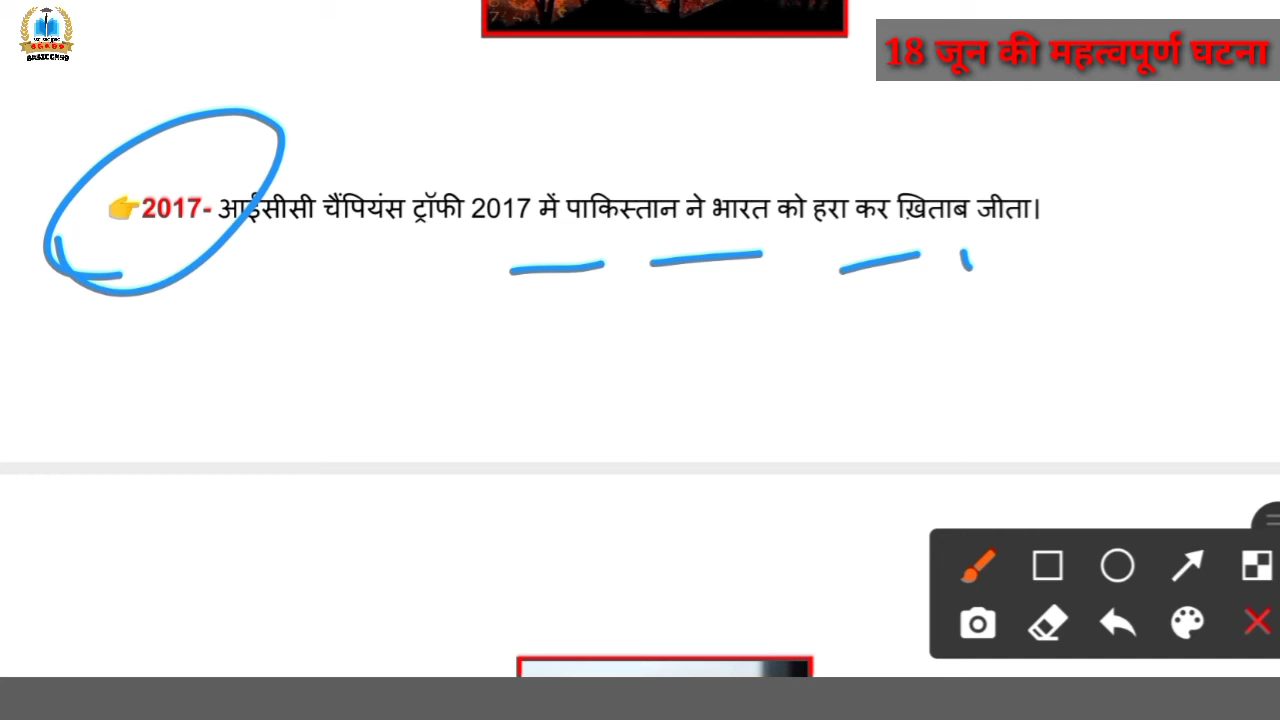 18 जून की महत्वपूर्ण घटना
👉2017- आईसीसी चैंपियंस ट्रॉफी 2017 में पाकिस्तान ने भारत को हरा कर ख़िताब जीता।